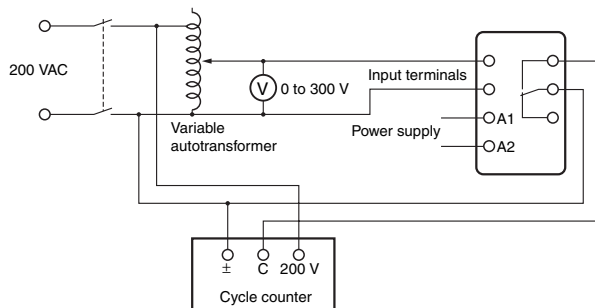 200 VAC
V
0 to 300 V
Input terminals
Variable
autotransformer
Power supply
A1
A2
± C 200 V
Cycle counter